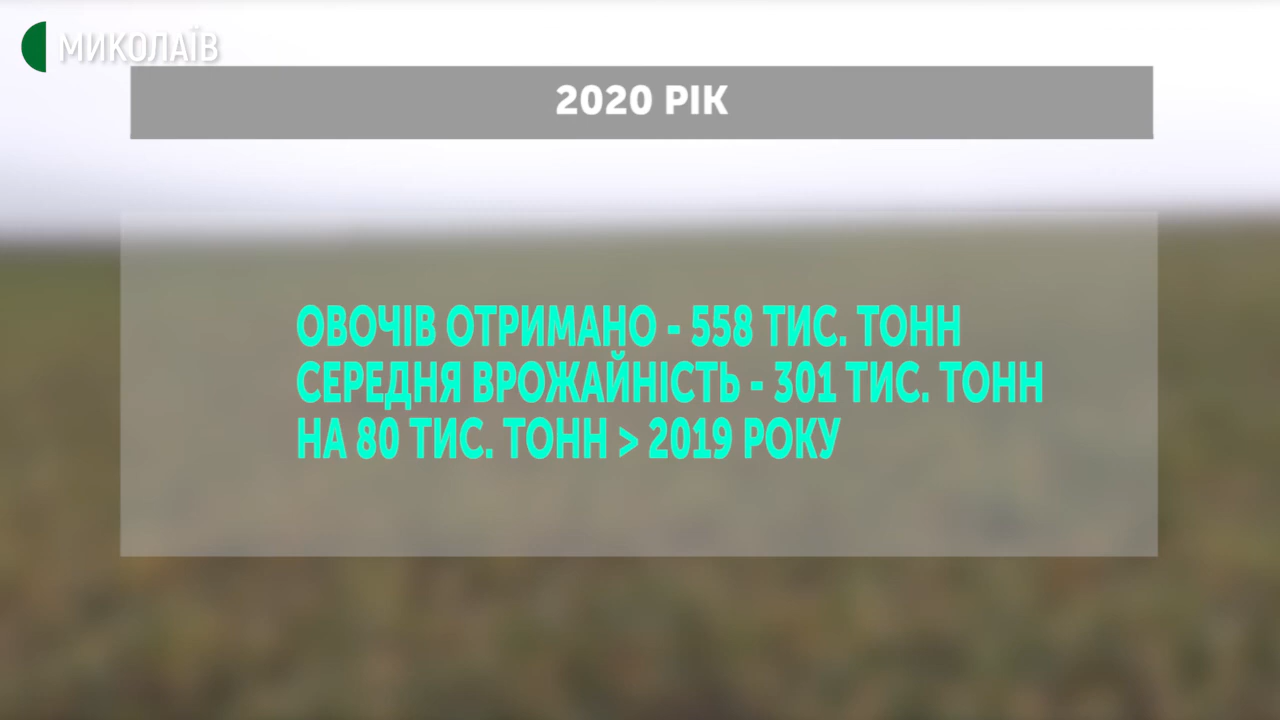 МИКОЛАЇВ
2020 РІК
ОВОЧІВ ОТРИМАНО - 558 ТИС. ТОНН
СЕРЕДНЯ ВРОЖАЙНІСТЬ - 301 ТИС. ТОНН
НА 80 ТИС. ТОНН > 2019 РОКУ